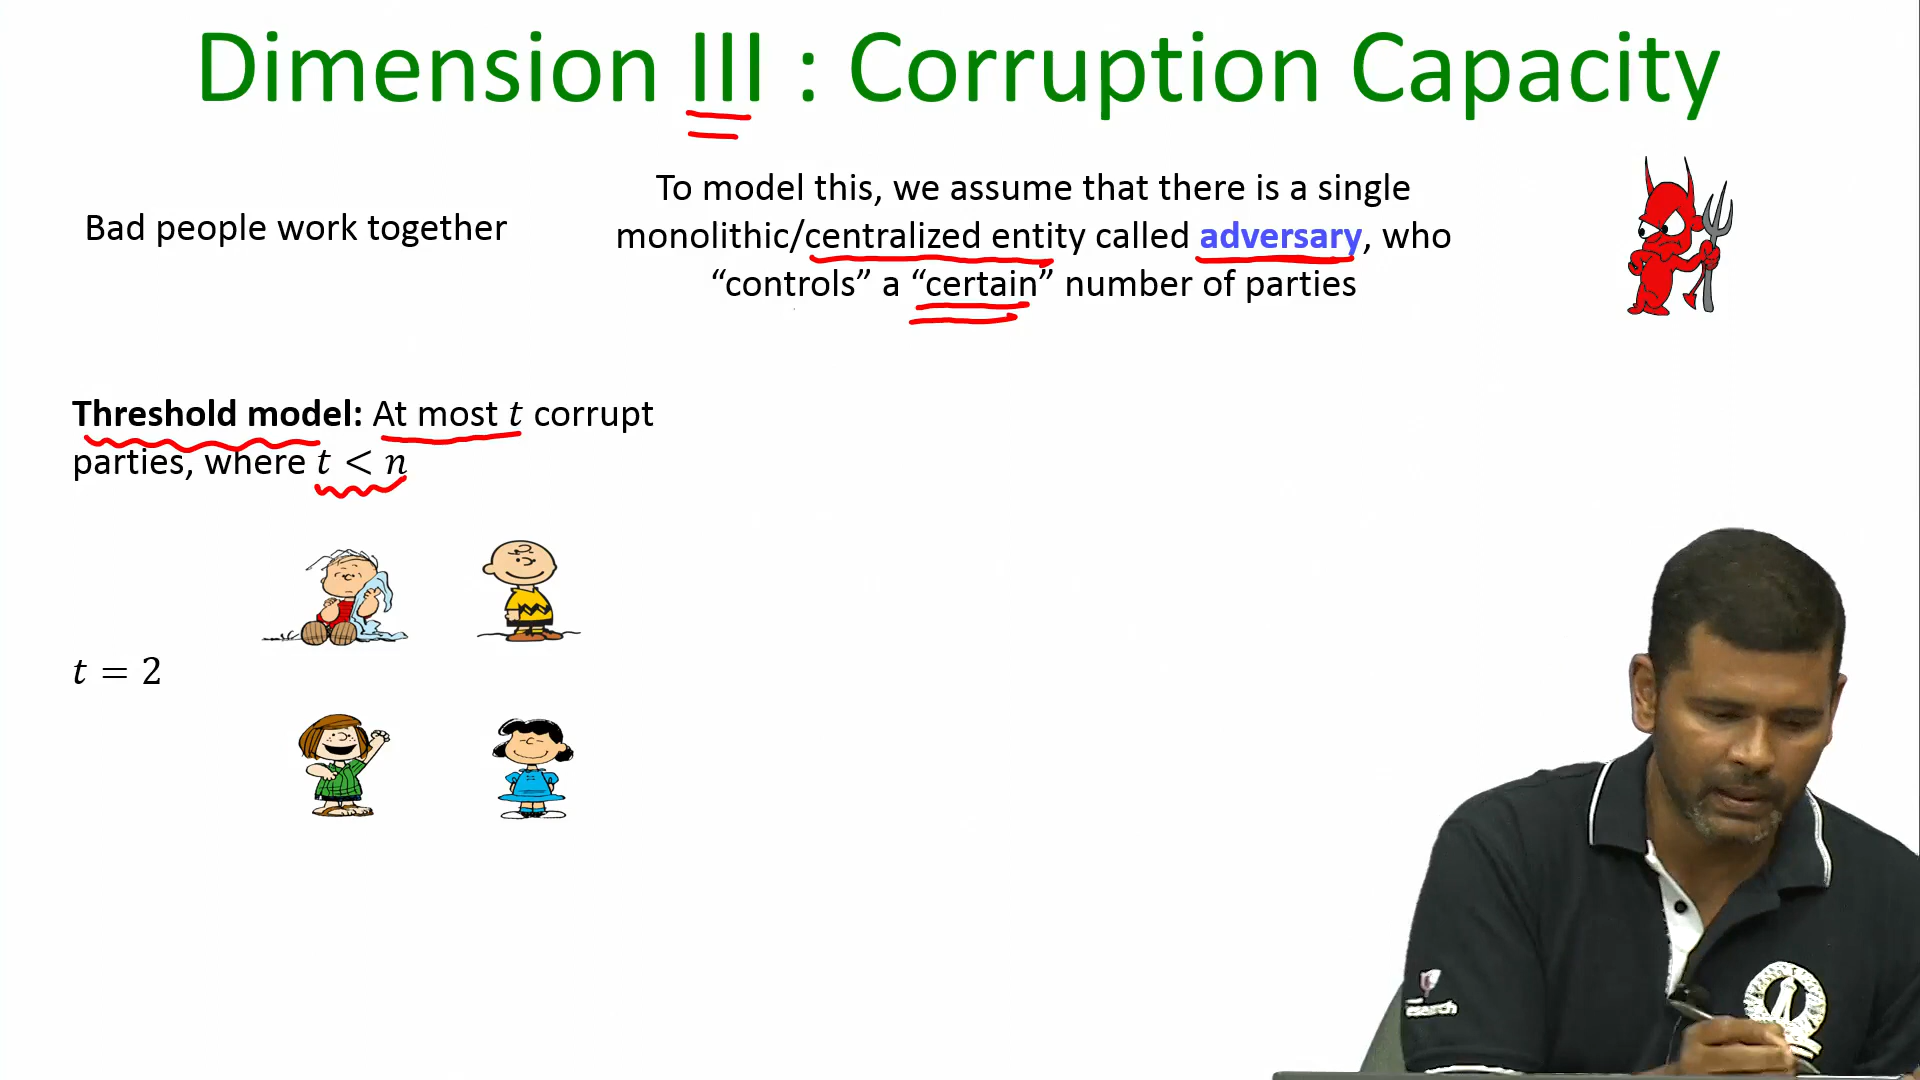 Dimension III : Corruption Capacity
Bad people work together
To model this, we assume that there is a single
monolithic/centralized entity called adversary, who
“controls” a “certain” number of parties
Threshold model: At most t corrupt
parties, where t < n
t = 2